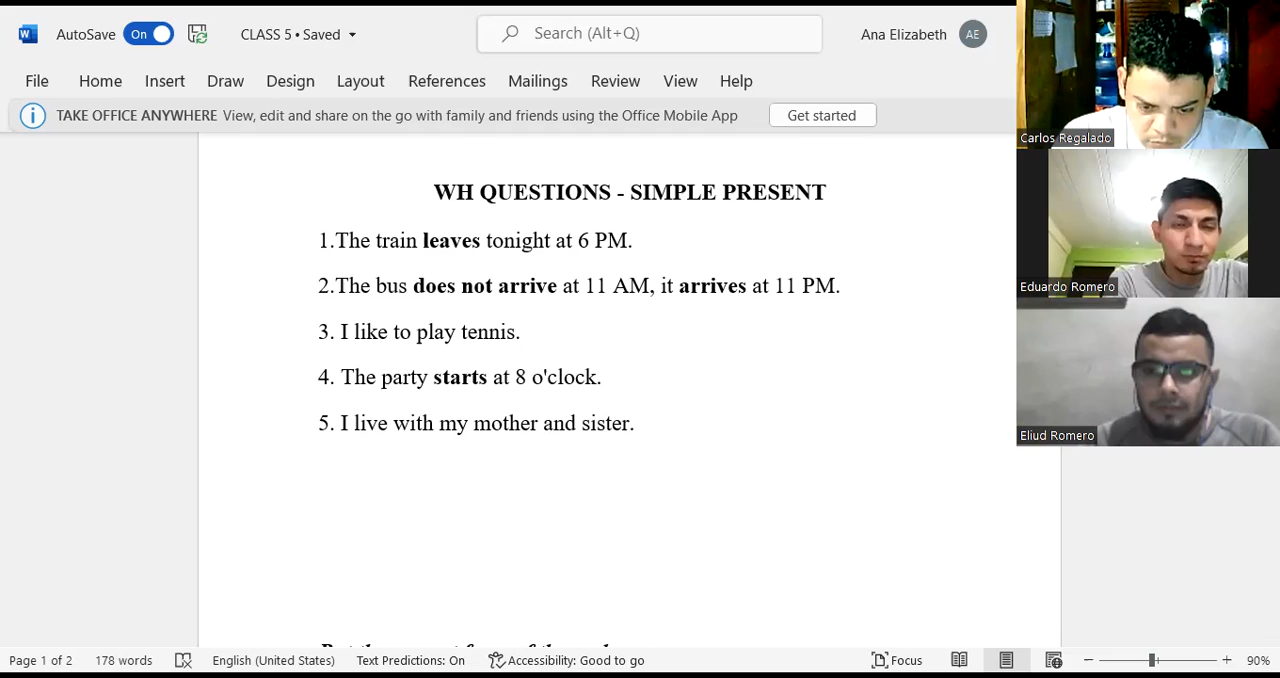 AutoSave On CLASS 5 • Saved Search (Alt+Q) Ana Elizabeth AE
File Home Insert Draw Design Layout References Mailings Review View Help
TAKE OFFICE ANYWHERE View, edit and share on the go with family and friends using the Office Mobile App Get started
WH QUESTIONS - SIMPLE PRESENT
1.The train leaves tonight at 6 PM.
2.The bus does not arrive at 11 AM, it arrives at 11 PM.
3. I like to play tennis.
4. The party starts at 8 o'clock.
5. I live with my mother and sister.
Carlos Regalado
Eduardo Romero
Eliud Romero
Page 1 of 2 178 words English (United States) Text Predictions: On Accessibility: Good to go Focus 90%